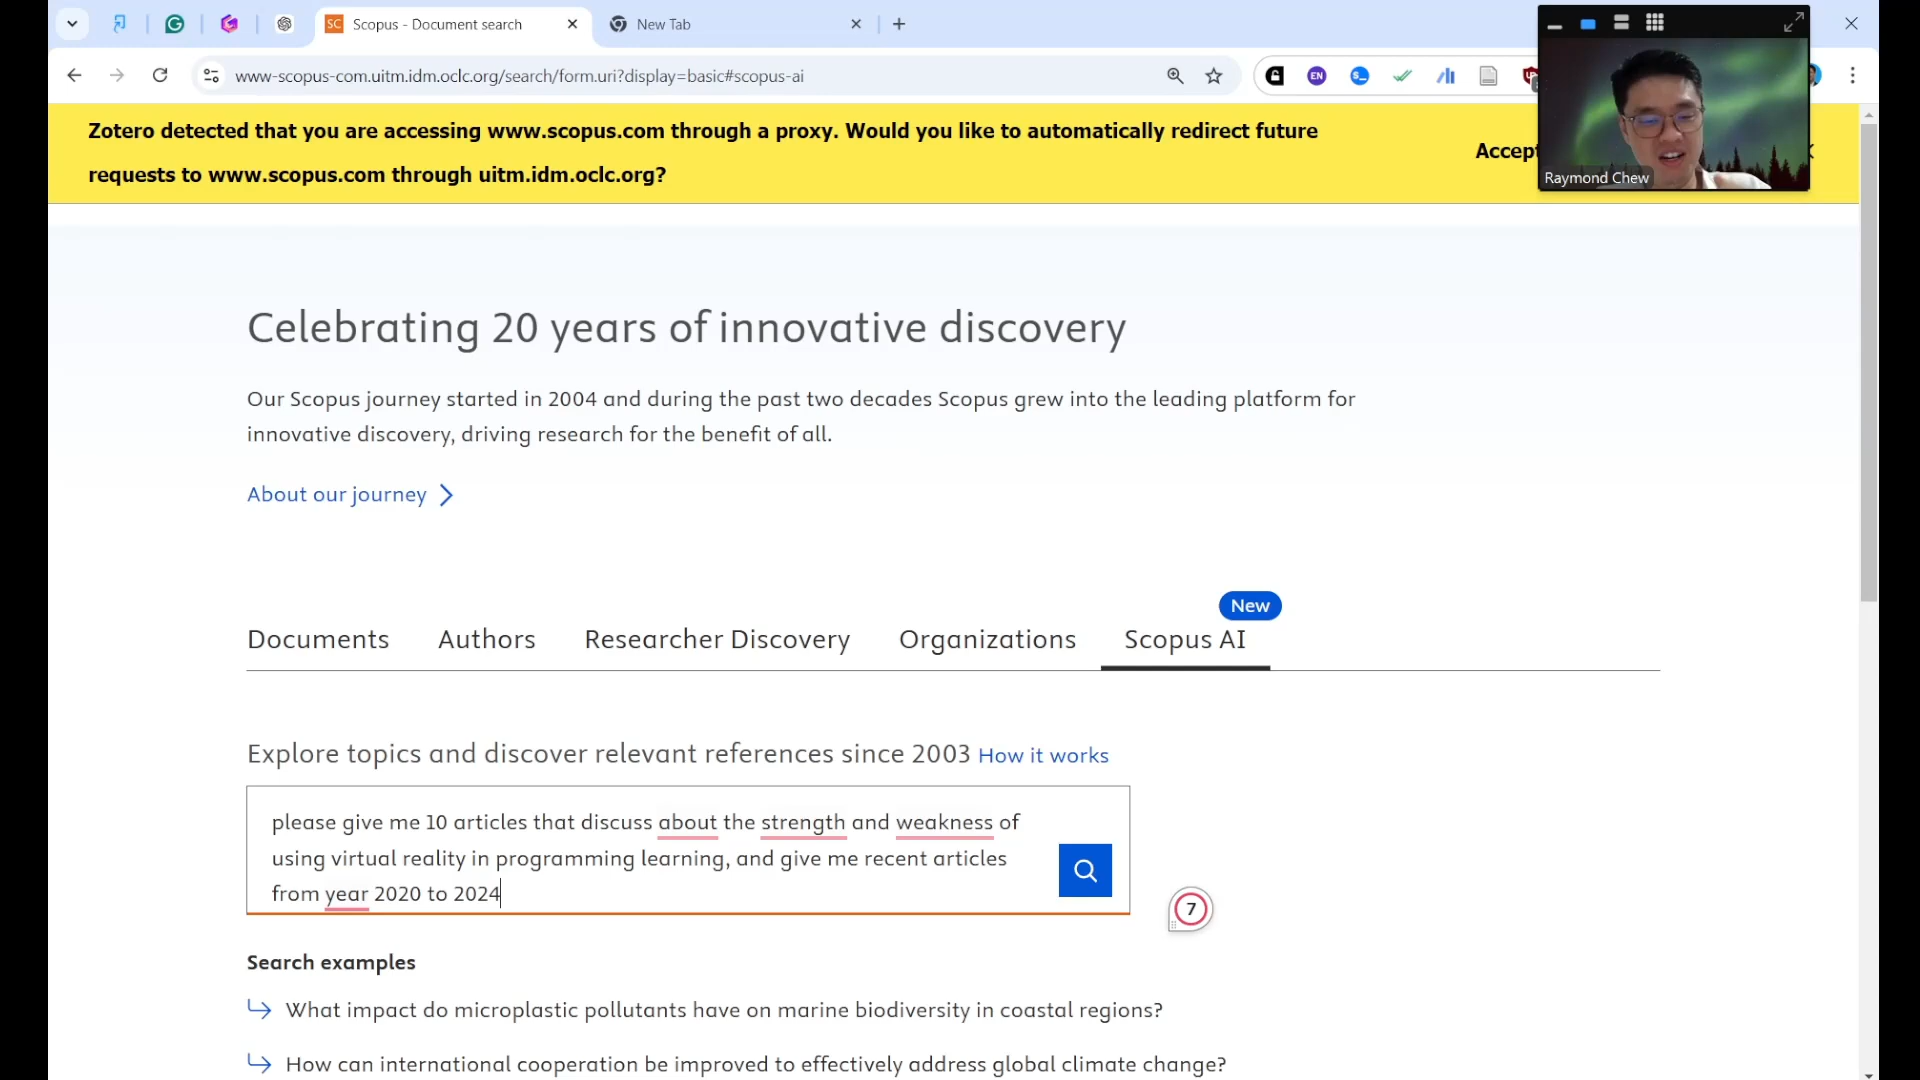 Scopus - Document search
New Tab
www-scopus-com.uitm.idm.oclc.org/search/form.uri?display=basic#scopus-ai
EN
Zotero detected that you are accessing www.scopus.com through a proxy. Would you like to automatically redirect future
requests to www.scopus.com through uitm.idm.oclc.org?
Accept
Raymond Chew
Celebrating 20 years of innovative discovery
Our Scopus journey started in 2004 and during the past two decades Scopus grew into the leading platform for
innovative discovery, driving research for the benefit of all.
About our journey
New
Documents Authors Researcher Discovery Organizations Scopus AI
Explore topics and discover relevant references since 2003 How it works
please give me 10 articles that discuss about the strength and weakness of
using virtual reality in programming learning, and give me recent articles
from year 2020 to 2024
7
Search examples
What impact do microplastic pollutants have on marine biodiversity in coastal regions?
How can international cooperation be improved to effectively address global climate change?